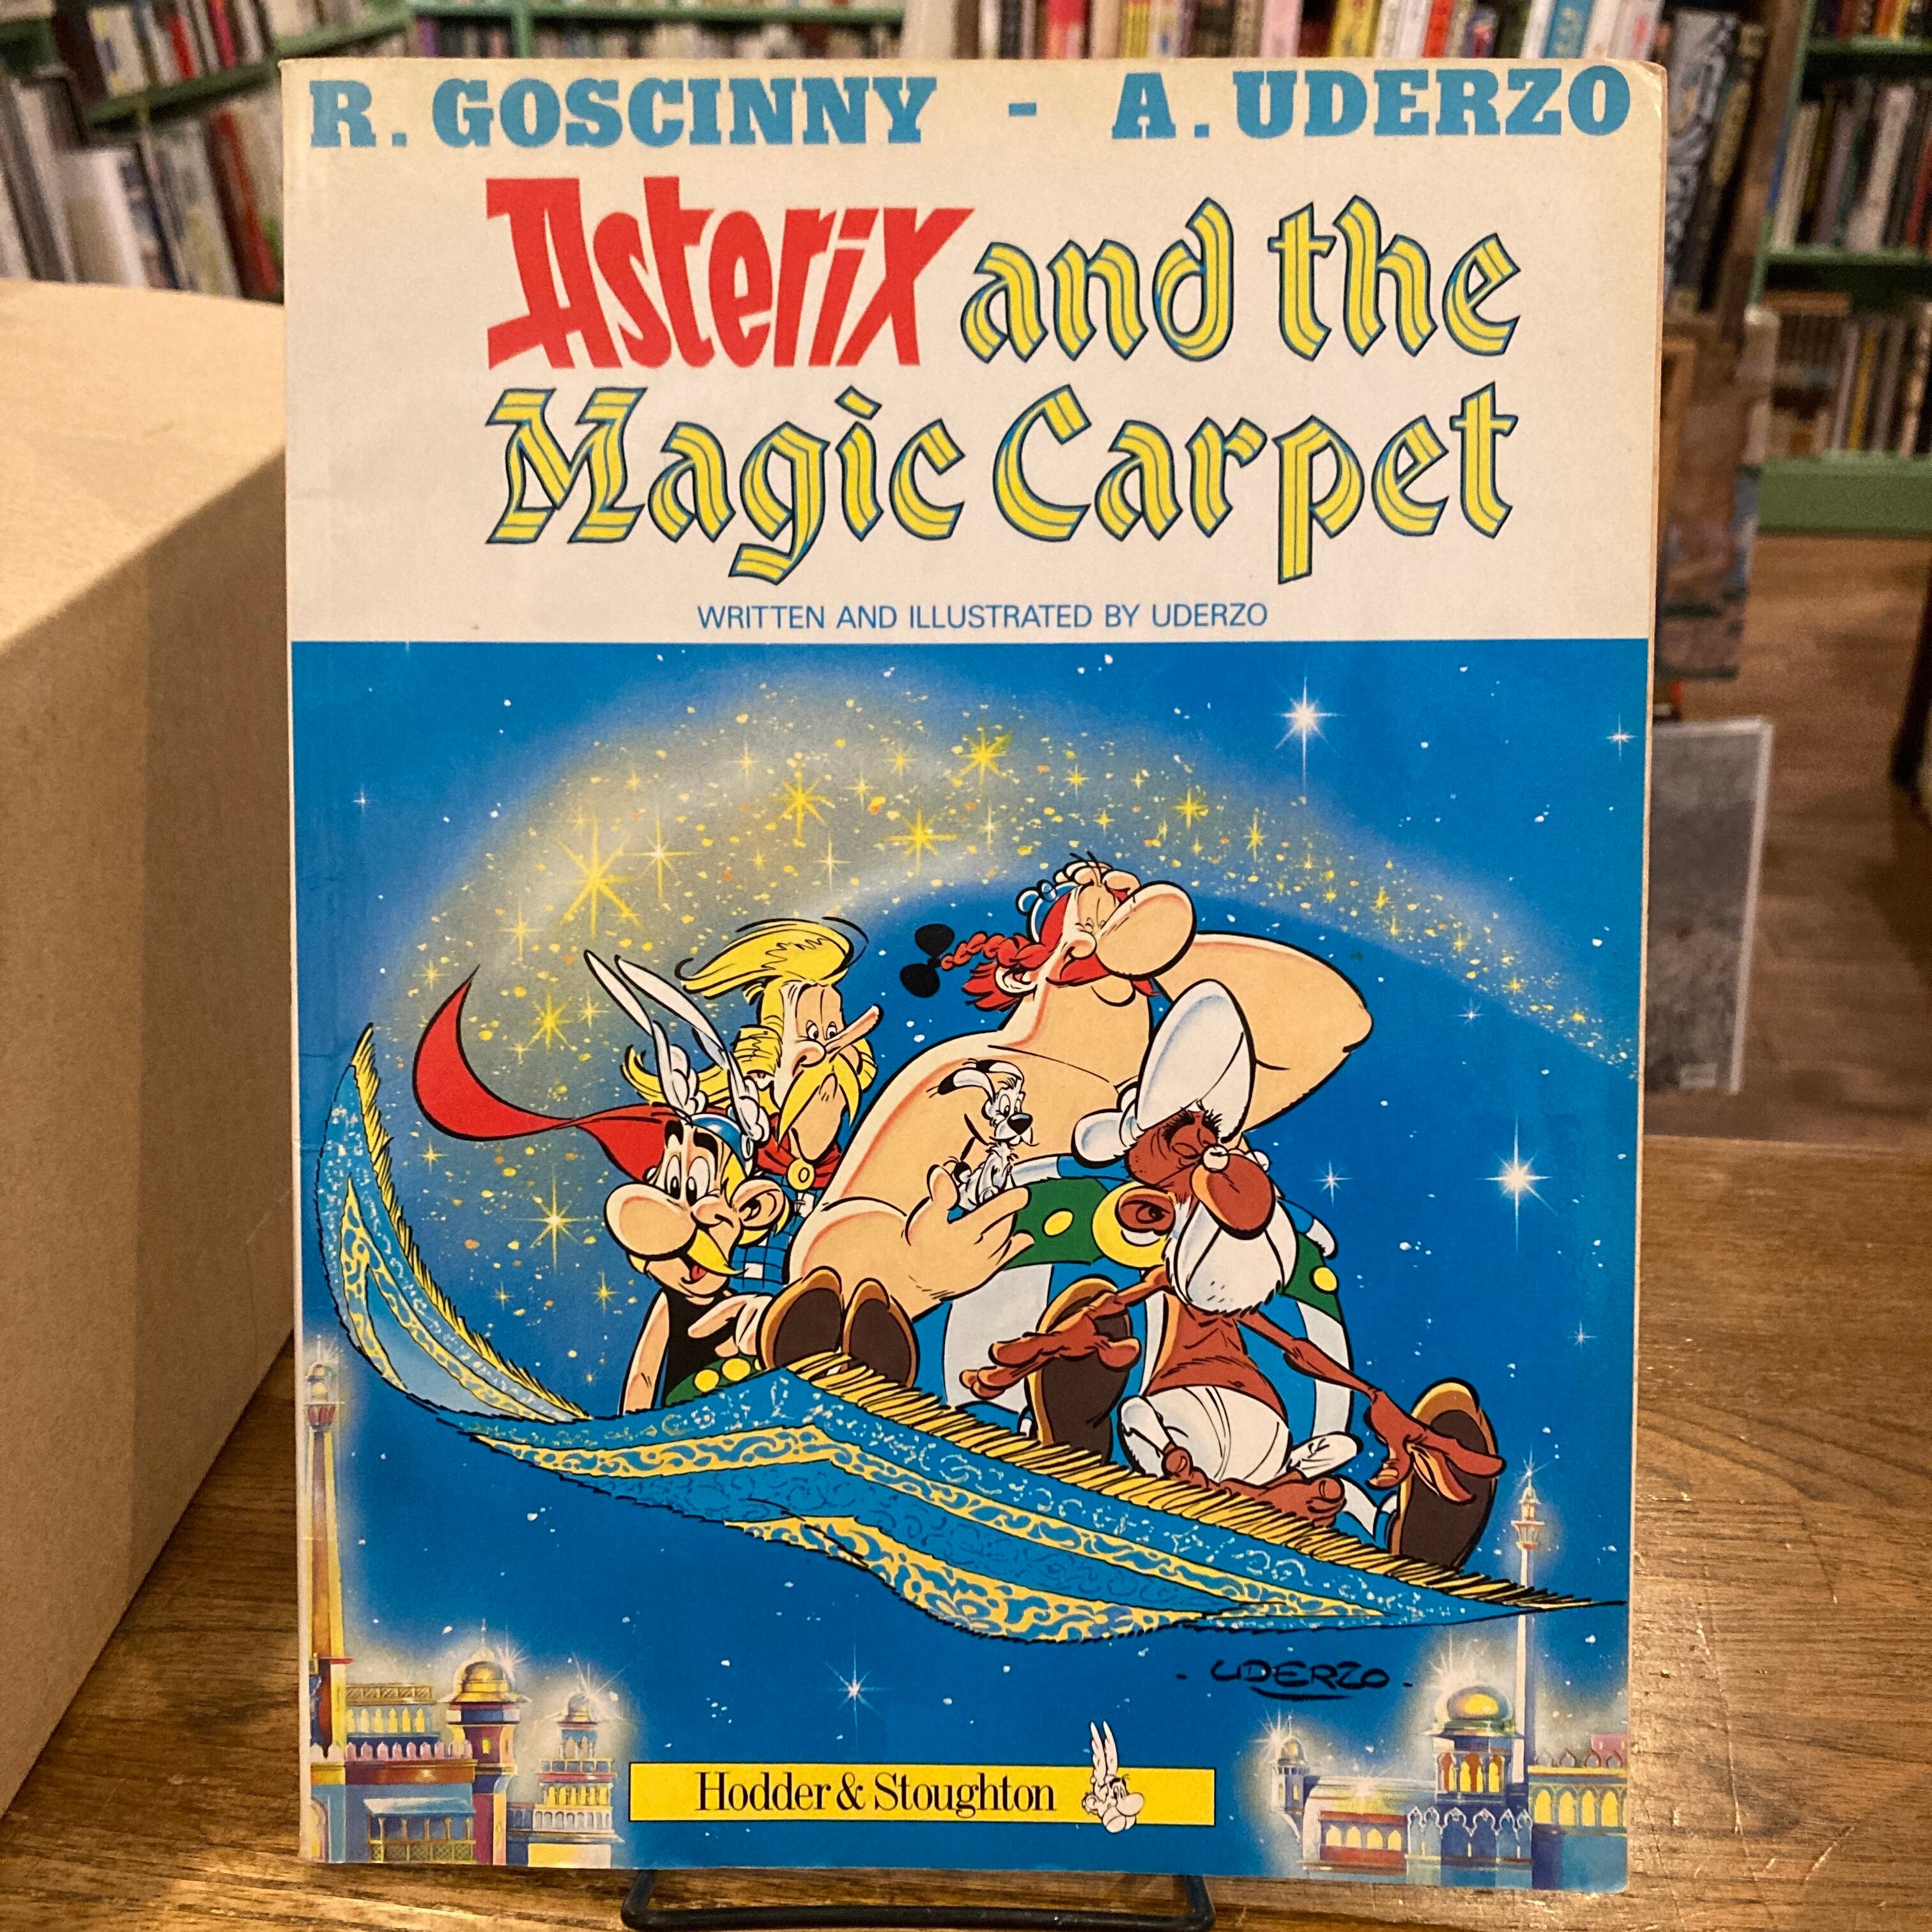 R. GOSCINNY - A. UDERZO
Asterix and the
Magic Carpet
WRITTEN AND ILLUSTRATED BY UDERZO
- UDERZO -
Hodder & Stoughton